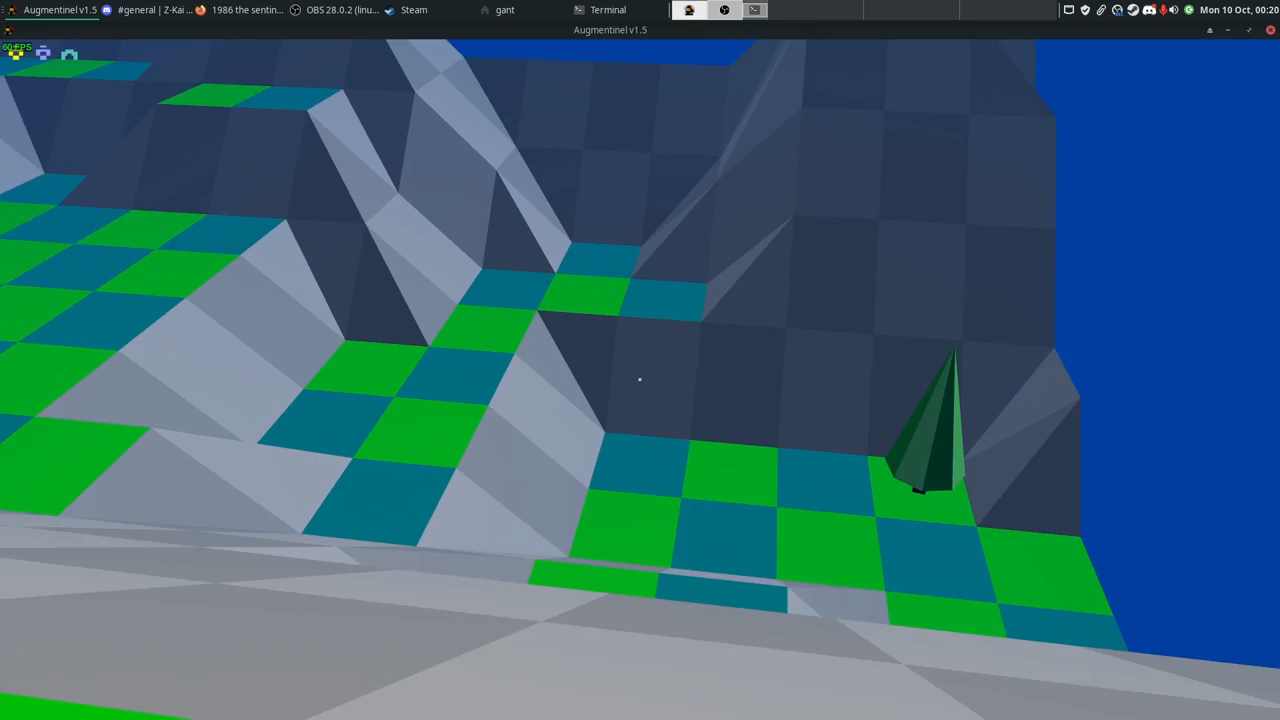 Augmentinel v1.5 #general | Z-Kai ... 1986 the sentin... OBS 28.0.2 (linu... Steam gant Terminal Mon 10 Oct, 00:20
Augmentinel v1.5
60 FPS